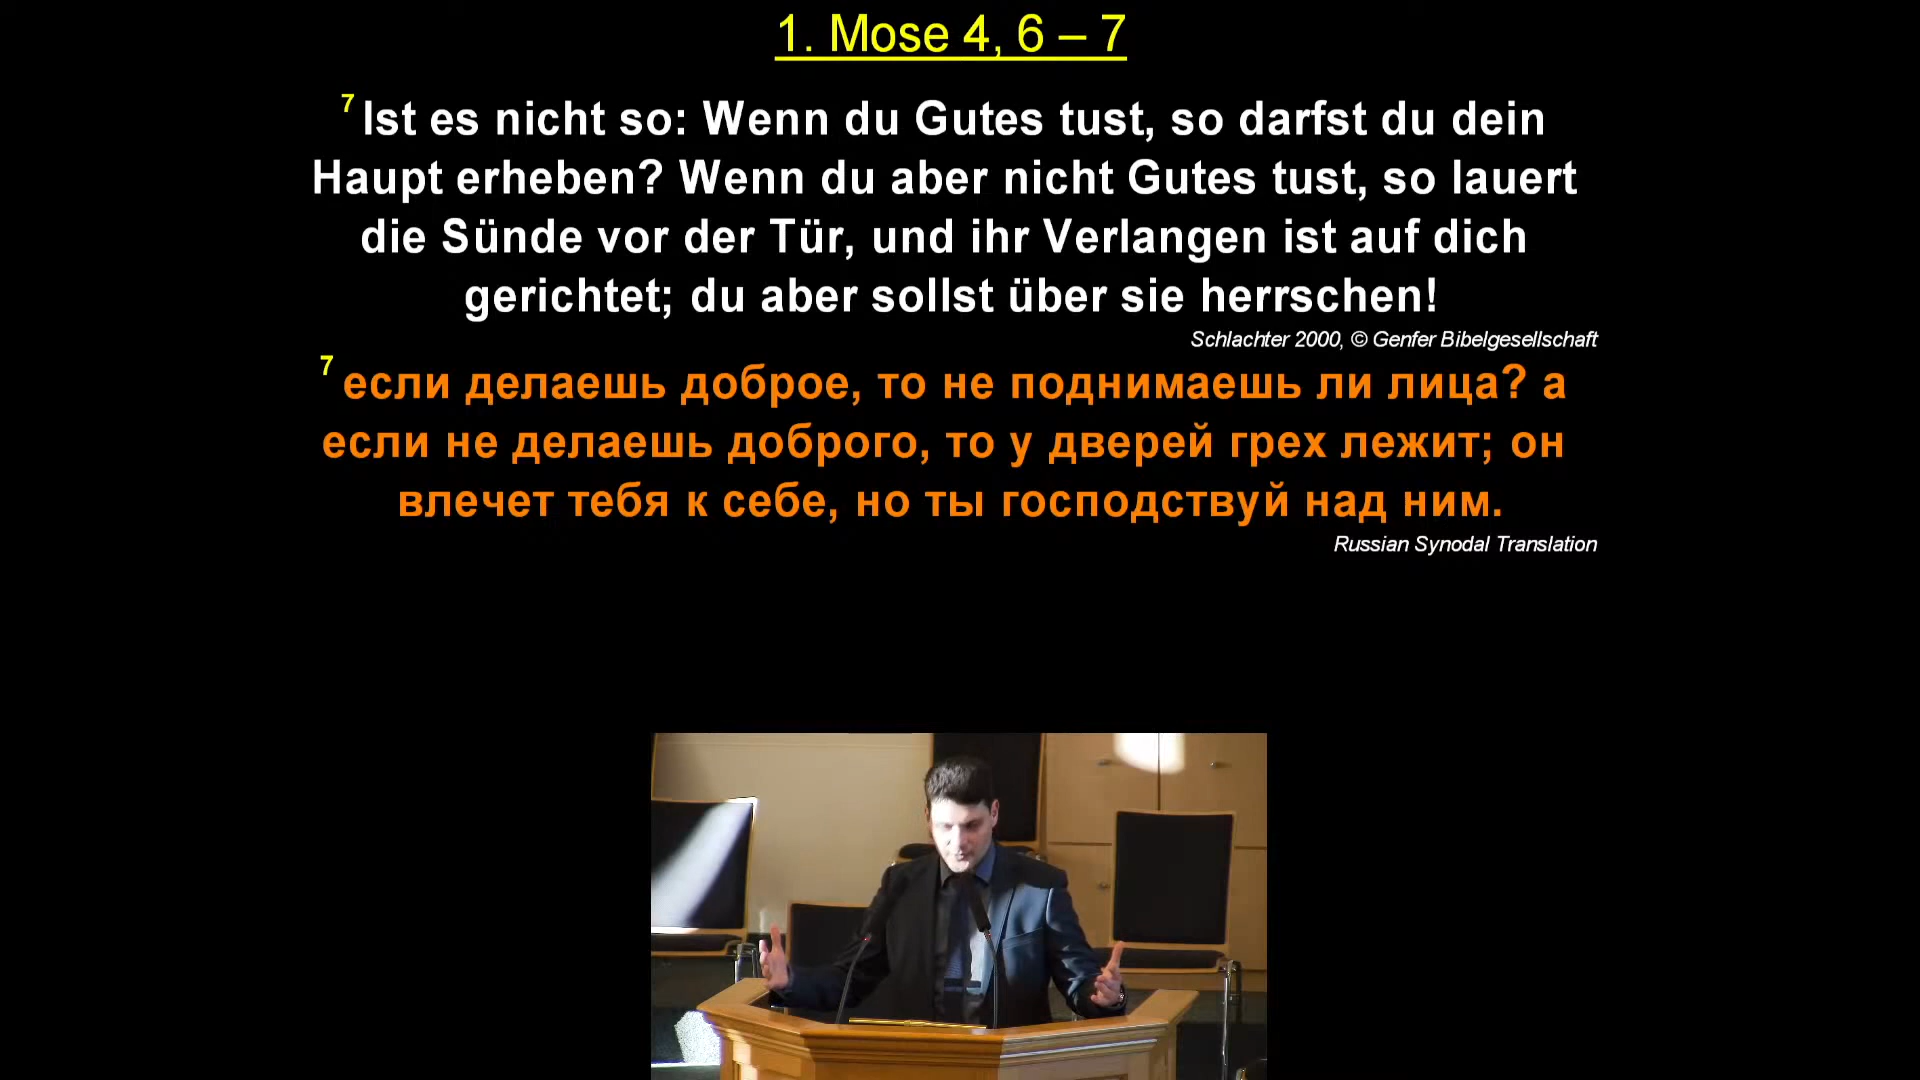 1. Mose 4, 6 – 7
7 Ist es nicht so: Wenn du Gutes tust, so darfst du dein
Haupt erheben? Wenn du aber nicht Gutes tust, so lauert
die Sünde vor der Tür, und ihr Verlangen ist auf dich
gerichtet; du aber sollst über sie herrschen!
Schlachter 2000, © Genfer Bibelgesellschaft
7 если делаешь доброе, то не поднимаешь ли лица? а
если не делаешь доброго, то у дверей грех лежит; он
влечет тебя к себе, но ты господствуй над ним.
Russian Synodal Translation